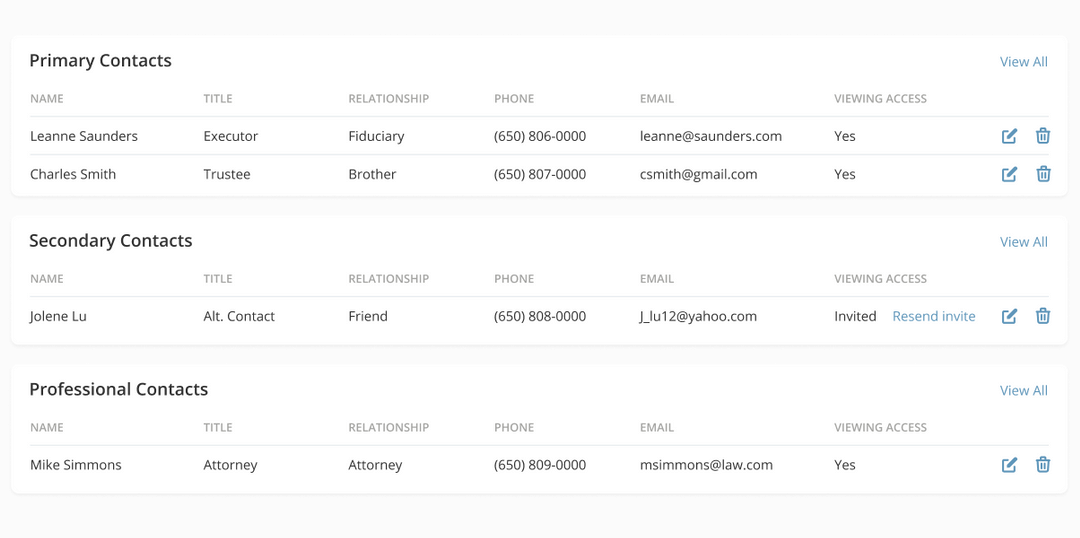 Primary Contacts View All
NAME TITLE RELATIONSHIP PHONE EMAIL VIEWING ACCESS
Leanne Saunders Executor Fiduciary (650) 806-0000 leanne@saunders.com Yes
Charles Smith Trustee Brother (650) 807-0000 csmith@gmail.com Yes
Secondary Contacts View All
NAME TITLE RELATIONSHIP PHONE EMAIL VIEWING ACCESS
Jolene Lu Alt. Contact Friend (650) 808-0000 J_lu12@yahoo.com Invited Resend invite
Professional Contacts View All
NAME TITLE RELATIONSHIP PHONE EMAIL VIEWING ACCESS
Mike Simmons Attorney Attorney (650) 809-0000 msimmons@law.com Yes